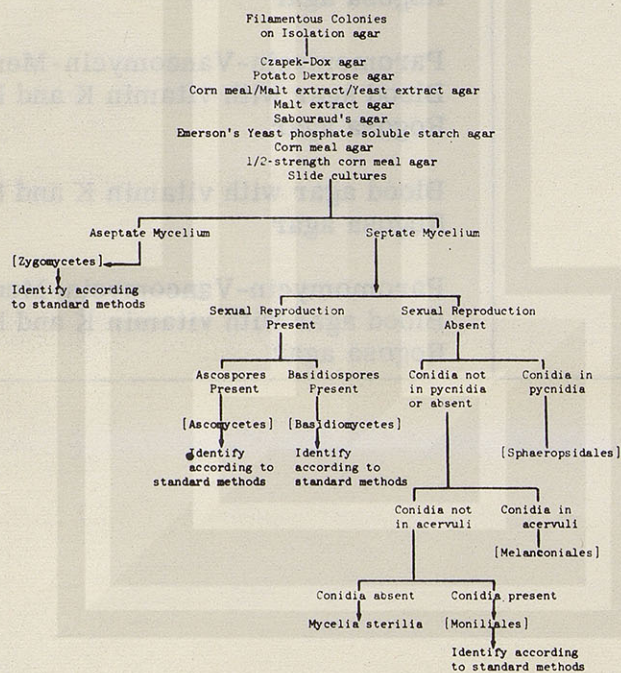 Filamentous Colonies
on Isolation agar
Czapek-Dox agar
Potato Dextrose agar
Corn meal/Malt extract/Yeast extract agar
Malt extract agar
Sabouraud's agar
Emerson's Yeast phosphate soluble starch agar
Corn meal agar
1/2-strength corn meal agar
Slide cultures
Aseptate Mycelium
Septate Mycelium
[Zygomycetes]
Identify according
to standard methods
Sexual Reproduction
Present
Sexual Reproduction
Absent
Ascospores
Present
Basidiospores
Present
Conidia not
in pycnidia
or absent
Conidia in
pycnidia
[Ascomycetes]
[Basidiomycetes]
[Sphaeropsidales]
Identify
according to
standard methods
Identify
according to
standard methods
Conidia not
in acervuli
Conidia in
acervuli
[Melanconiales]
Conidia absent
Conidia present
Mycelia sterilia
[Moniliales]
Identify according
to standard methods